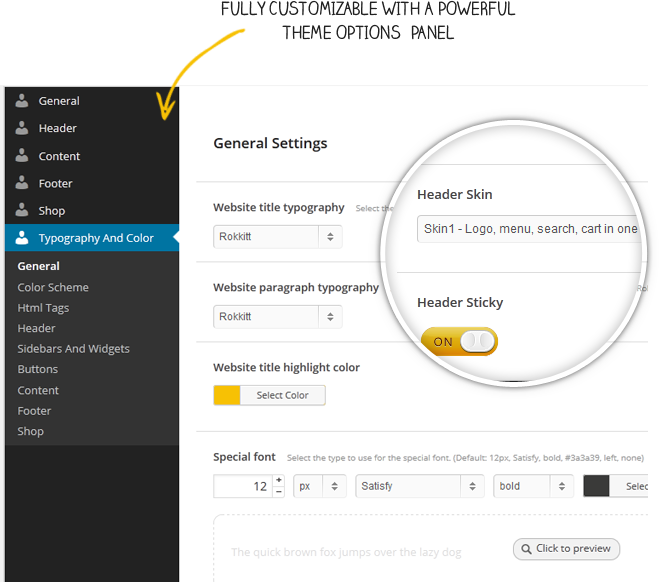 FULLY CUSTOMIZABLE WITH A POWERFUL
THEME OPTIONS PANEL
General
Header
Content
Footer
Shop
Typography And Color
General
Color Scheme
Html Tags
Header
Sidebars And Widgets
Buttons
Content
Footer
Shop
General Settings
Website title typography Select the
Rokkitt
Website paragraph typography
Rokkitt
Website title highlight color
Select Color
Header Skin
Skin1 - Logo, menu, search, cart in one
Header Sticky
ON
Special font Select the type to use for the special font. (Default: 12px, Satisfy, bold, #3a3a39, left, none)
12 px Satisfy bold Selec
The quick brown fox jumps over the lazy dog
Click to preview